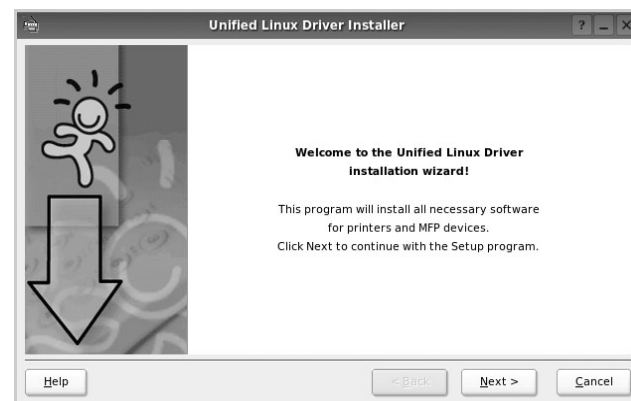 Unified Linux Driver Installer
Welcome to the Unified Linux Driver
installation wizard!
This program will install all necessary software
for printers and MFP devices.
Click Next to continue with the Setup program.
Help
< Back
Next >
Cancel